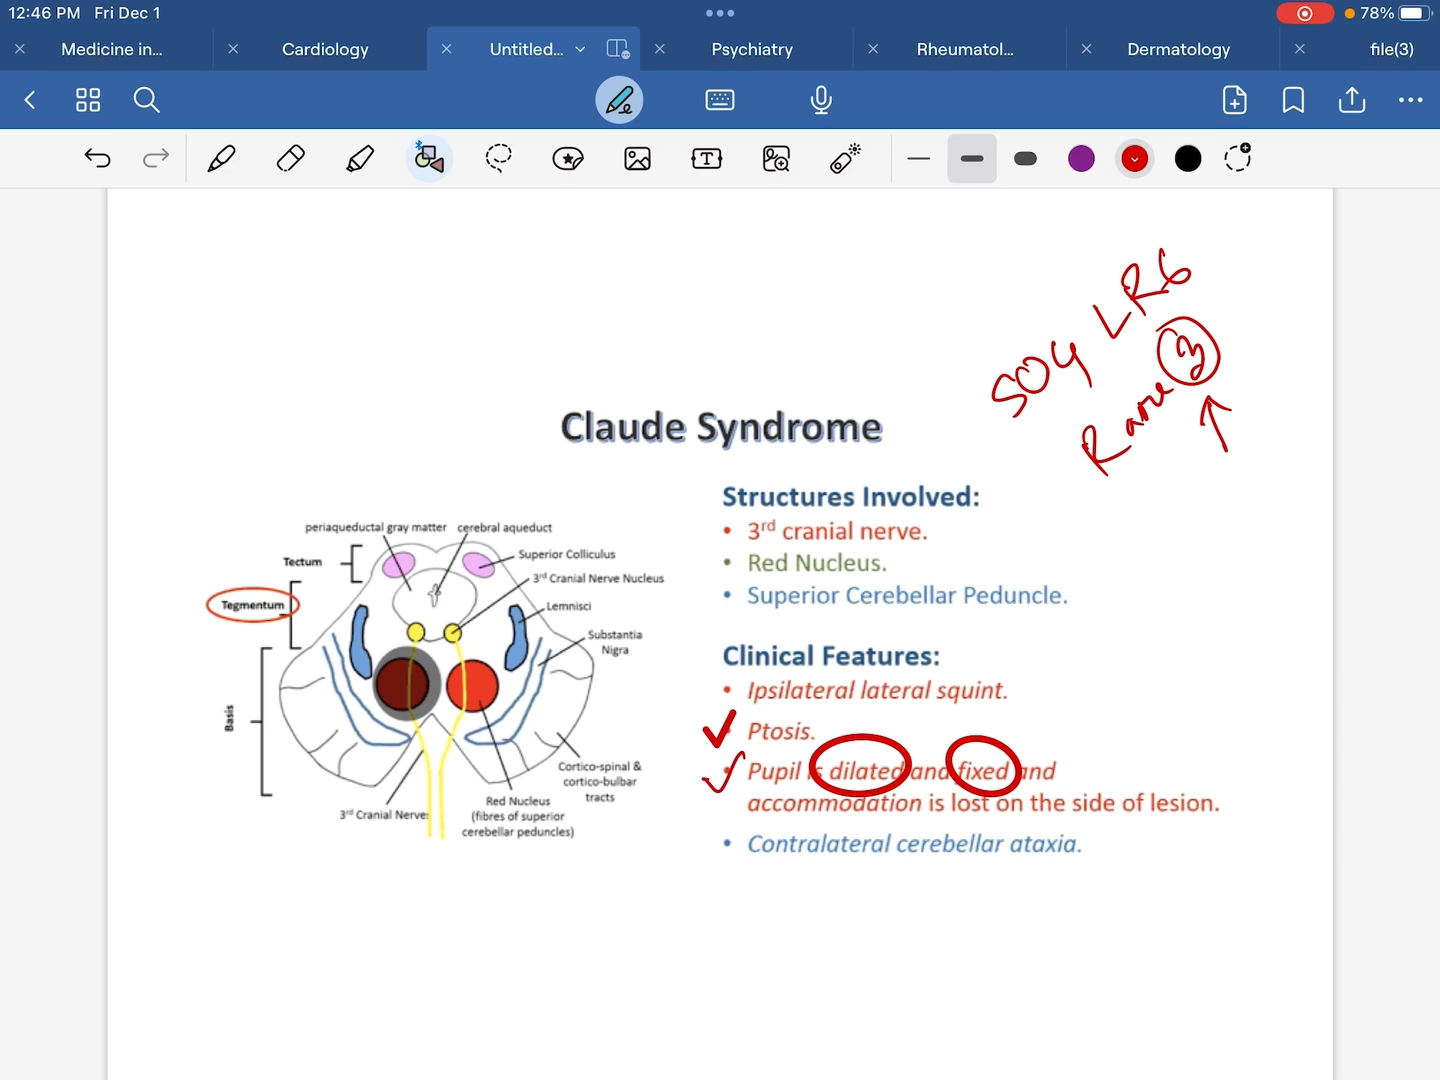 12:46 PM Fri Dec 1
78%
Medicine in...
Cardiology
Untitled...
Psychiatry
Rheumatol...
Dermatology
file(3)
SO4 LR6
3
Claude Syndrome
periaqueductal gray matter cerebral aqueduct
Tectum
Superior Colliculus
3rd Cranial Nerve Nucleus
Tegmentum
Lemnisci
Substantia
Nigra
Basis
Cortico-spinal &
cortico-bulbar
tracts
3rd Cranial Nerve
Red Nucleus
(fibres of superior
cerebellar peduncles)
Structures Involved:
• 3rd cranial nerve.
• Red Nucleus.
• Superior Cerebellar Peduncle.
Clinical Features:
• Ipsilateral lateral squint.
• Ptosis.
• Pupil is dilated and fixed and
accommodation is lost on the side of lesion.
• Contralateral cerebellar ataxia.